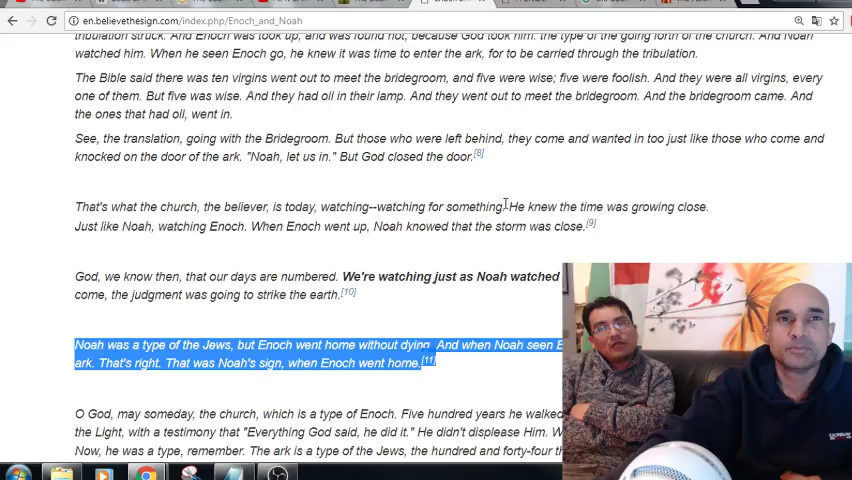 en.believethesign.com/index.php/Enoch_and_Noah
tribulation struck. And Enoch was took up, and was found not, because God took him. the type of the going forth of the church. And Noah
watched him. When he seen Enoch go, he knew it was time to enter the ark, for to be carried through the tribulation.
The Bible said there was ten virgins went out to meet the bridegroom, and five were wise; five were foolish. And they were all virgins, every
one of them. But five was wise. And they had oil in their lamp. And they went out to meet the bridegroom. And the bridegroom came. And
the ones that had oil, went in.
See, the translation, going with the Bridegroom. But those who were left behind, they come and wanted in too just like those who come and
knocked on the door of the ark. "Noah, let us in." But God closed the door.[8]
That's what the church, the believer, is today, watching--watching for something. He knew the time was growing close.
Just like Noah, watching Enoch. When Enoch went up, Noah knowed that the storm was close.[9]
God, we know then, that our days are numbered. We're watching just as Noah watched
come, the judgment was going to strike the earth.[10]
Noah was a type of the Jews, but Enoch went home without dying. And when Noah seen E
ark. That's right. That was Noah's sign, when Enoch went home.[11]
O God, may someday, the church, which is a type of Enoch. Five hundred years he walked
the Light, with a testimony that "Everything God said, he did it." He didn't displease Him. W
Now, he was a type, remember. The ark is a type of the Jews, the hundred and forty-four th